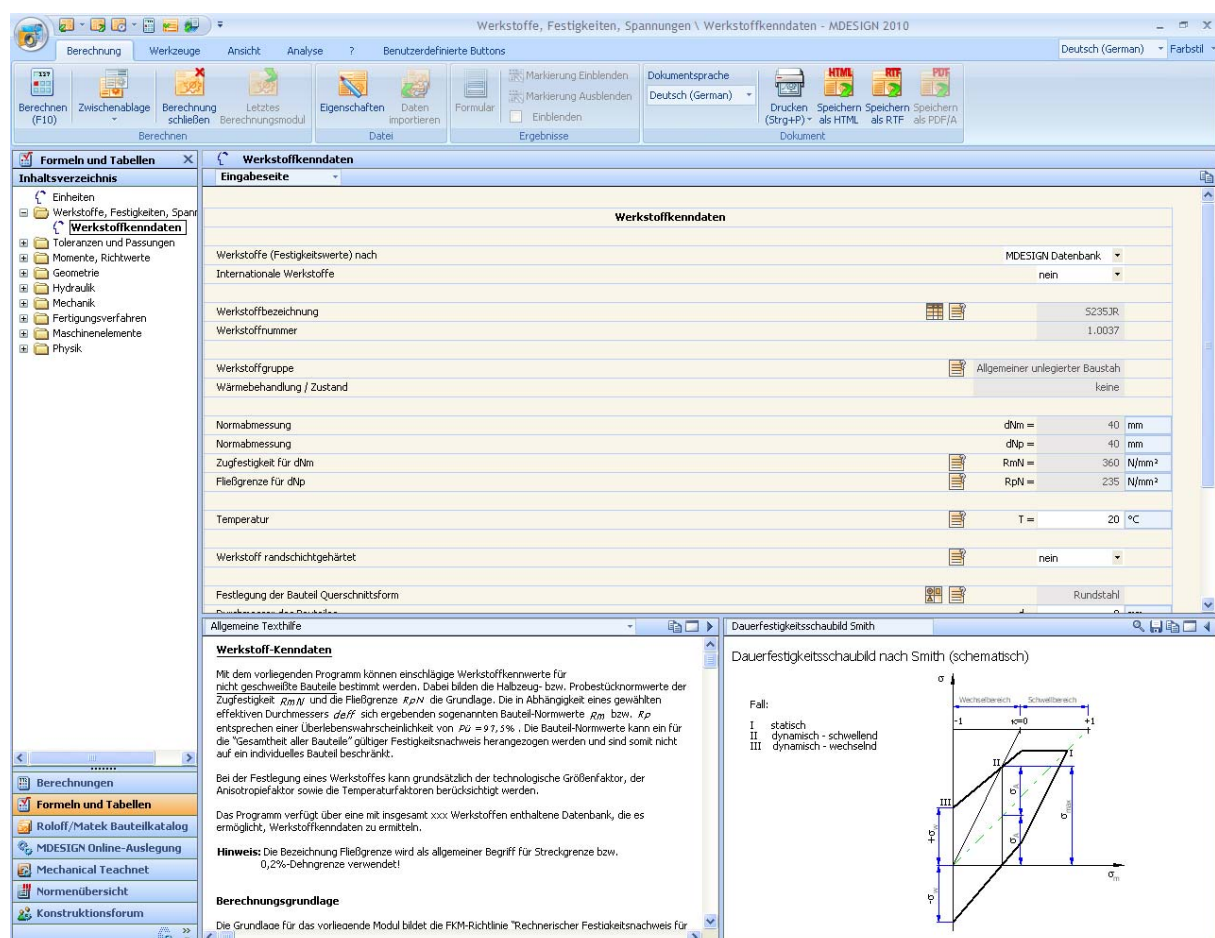 Werkstoffe, Festigkeiten, Spannungen \ Werkstoffkenndaten - MDESIGN 2010
Berechnung Werkzeuge Ansicht Analyse ? Benutzerdefinierte Buttons
Deutsch (German) Farbstil
Berechnen (F10)
Zwischenablage
Berechnung schließen
Letztes Berechnungsmodul
Berechnen
Eigenschaften
Daten importieren
Datei
Formular
Markierung Einblenden
Markierung Ausblenden
Einblenden
Ergebnisse
Dokumentsprache
Deutsch (German)
Drucken (Strg+P)
HTML
Speichern als HTML
RTF
Speichern als RTF
PDF
Speichern als PDF/A
Dokument
Formeln und Tabellen
Inhaltsverzeichnis
Einheiten
Werkstoffe, Festigkeiten, Spanr
Werkstoffkenndaten
Toleranzen und Passungen
Momente, Richtwerte
Geometrie
Hydraulik
Mechanik
Fertigungsverfahren
Maschinenelemente
Physik
Berechnungen
Formeln und Tabellen
Roloff/Matek Bauteilkatalog
MDESIGN Online-Auslegung
Mechanical Teachnet
Normenübersicht
Konstruktionsforum
Werkstoffkenndaten
Eingabeseite
Werkstoffkenndaten
Werkstoffe (Festigkeitswerte) nach MDESIGN Datenbank
Internationale Werkstoffe nein
Werkstoffbezeichnung S235JR
Werkstoffnummer 1.0037
Werkstoffgruppe Allgemeiner unlegierter Baustah
Wärmebehandlung / Zustand keine
Normabmessung dNm = 40 mm
Normabmessung dNp = 40 mm
Zugfestigkeit für dNm RmN = 360 N/mm²
Fließgrenze für dNp RpN = 235 N/mm²
Temperatur T = 20 °C
Werkstoff randschichtgehärtet nein
Festlegung der Bauteil Querschnittsform Rundstahl
Allgemeine Texthilfe
Werkstoff-Kenndaten
Mit dem vorliegenden Programm können einschlägige Werkstoffkennwerte für
nicht geschweißte Bauteile bestimmt werden. Dabei bilden die Halbzeug- bzw. Probestücknormwerte der
Zugfestigkeit RmN und die Fließgrenze RpN die Grundlage. Die in Abhängigkeit eines gewählten
effektiven Durchmessers deff sich ergebenden sogenannten Bauteil-Normwerte Rm bzw. Rp
entsprechen einer Überlebenswahrscheinlichkeit von Pü =97,5% . Die Bauteil-Normwerte kann ein für
die "Gesamtheit aller Bauteile" gültiger Festigkeitsnachweis herangezogen werden und sind somit nicht
auf ein individuelles Bauteil beschränkt.
Bei der Festlegung eines Werkstoffes kann grundsätzlich der technologische Größenfaktor, der
Anisotropiefaktor sowie die Temperaturfaktoren berücksichtigt werden.
Das Programm verfügt über eine mit insgesamt xxx Werkstoffen enthaltene Datenbank, die es
ermöglicht, Werkstoffkenndaten zu ermitteln.
Hinweis: Die Bezeichnung Fließgrenze wird als allgemeiner Begriff für Streckgrenze bzw.
0,2%-Dehngrenze verwendet!
Berechnungsgrundlage
Die Grundlage für das vorliegende Modul bildet die FKM-Richtlinie "Rechnerischer Festigkeitsnachweis für
Dauerfestigkeitsschaubild Smith
Dauerfestigkeitsschaubild nach Smith (schematisch)
Fall:
I statisch
II dynamisch - schwellend
III dynamisch - wechselnd
σ
Wechselbereich Schwellbereich
-1 κ=0 +1
I
II
III
σA
σA
σmax
+σw
-σw
σm